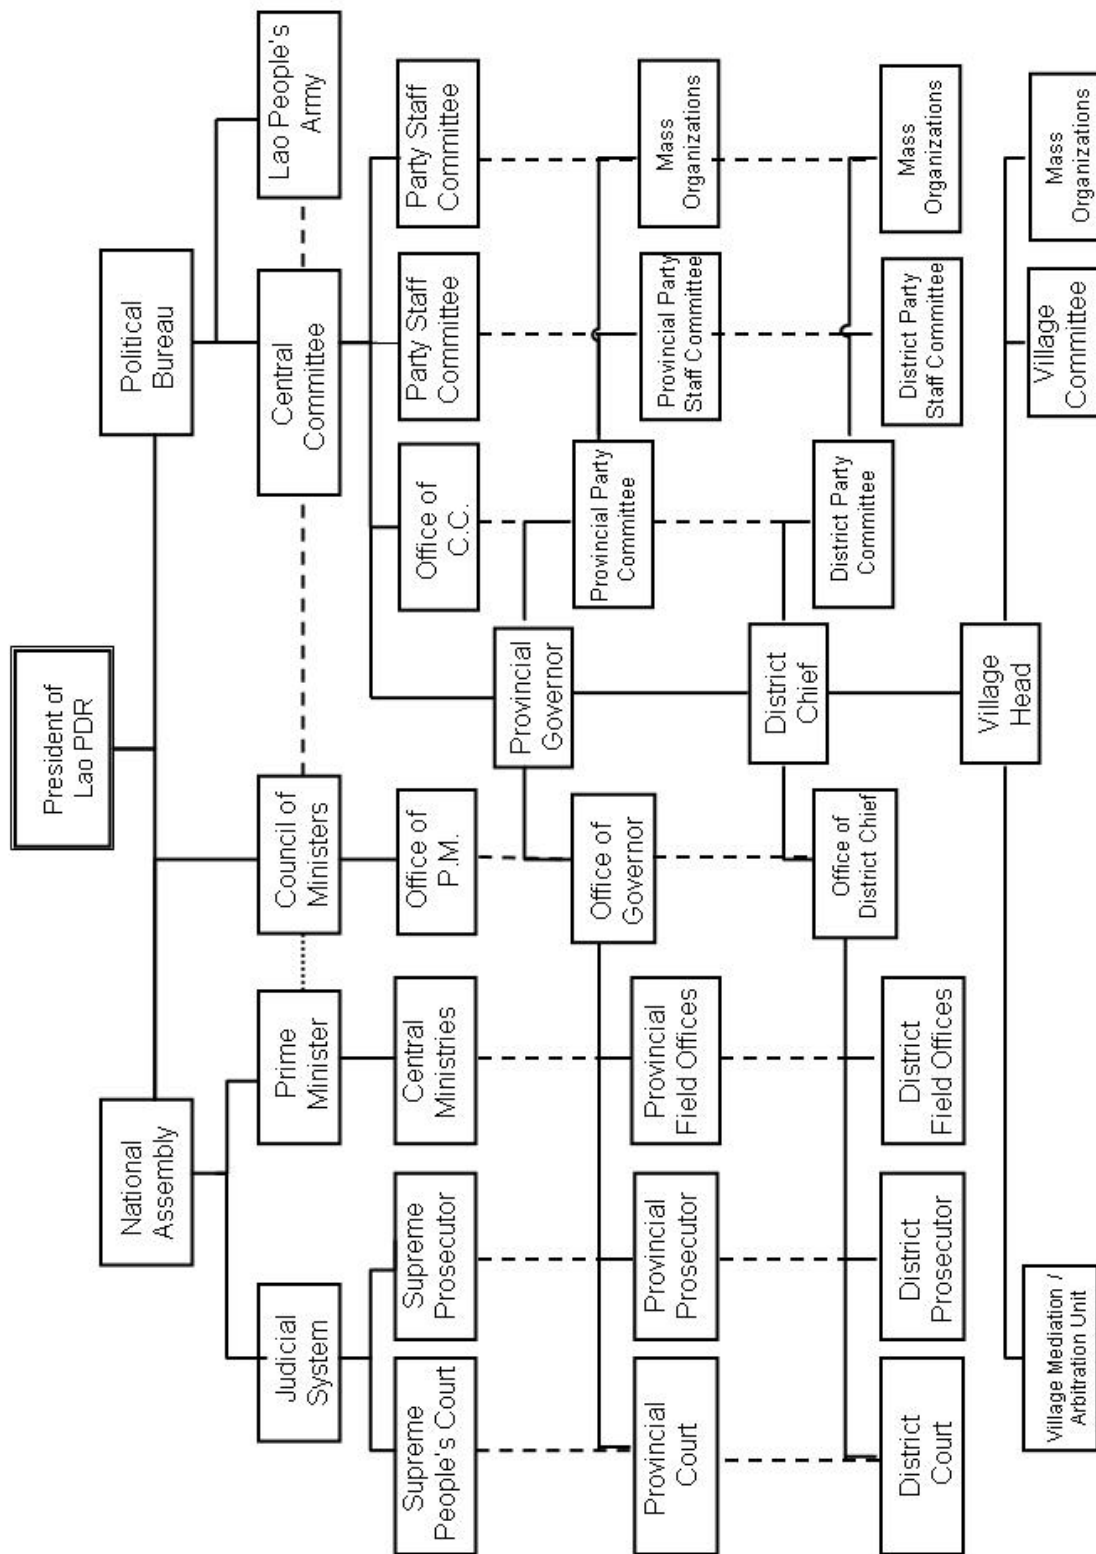 President of
Lao PDR
National
Assembly
Political
Bureau
Judicial
System
Prime
Minister
Council of
Ministers
Central
Committee
Lao People's
Army
Supreme
People's Court
Supreme
Prosecutor
Central
Ministries
Office of
P.M.
Office of
C.C.
Party Staff
Committee
Party Staff
Committee
Provincial
Governor
Office of
Governor
Provincial Party
Committee
Provincial
Court
Provincial
Prosecutor
Provincial
Field Offices
Provincial Party
Staff Committee
Mass
Organizations
District
Chief
Office of
District Chief
District Party
Committee
District
Court
District
Prosecutor
District
Field Offices
District Party
Staff Committee
Mass
Organizations
Village
Head
Village Mediation /
Arbitration Unit
Village
Committee
Mass
Organizations